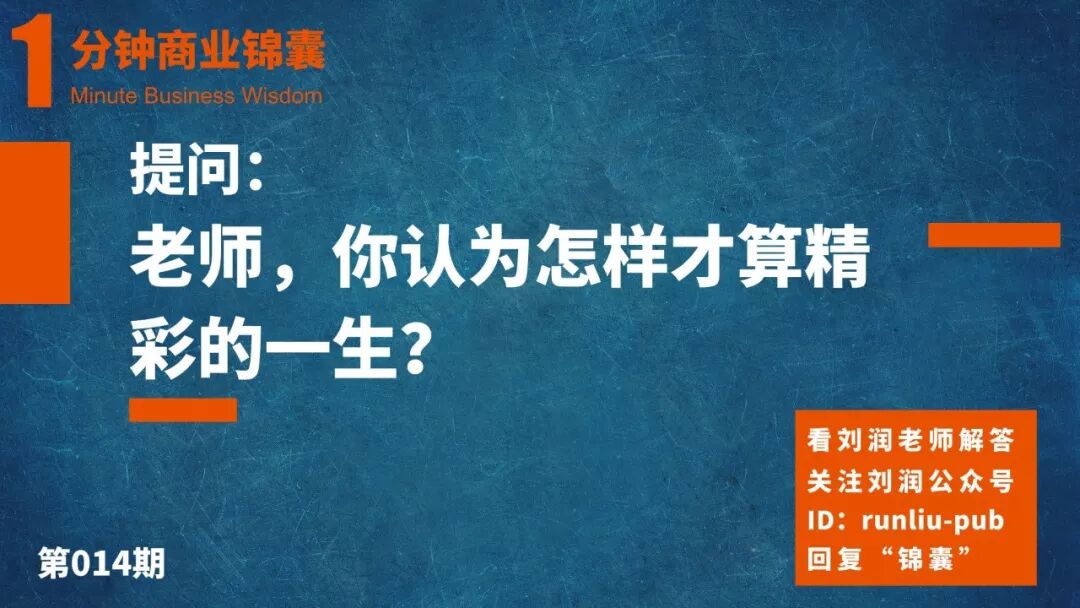 1分钟商业锦囊
Minute Business Wisdom
提问：
老师，你认为怎样才算精
彩的一生？
看刘润老师解答
关注刘润公众号
ID：runliu-pub
回复“锦囊”
第014期